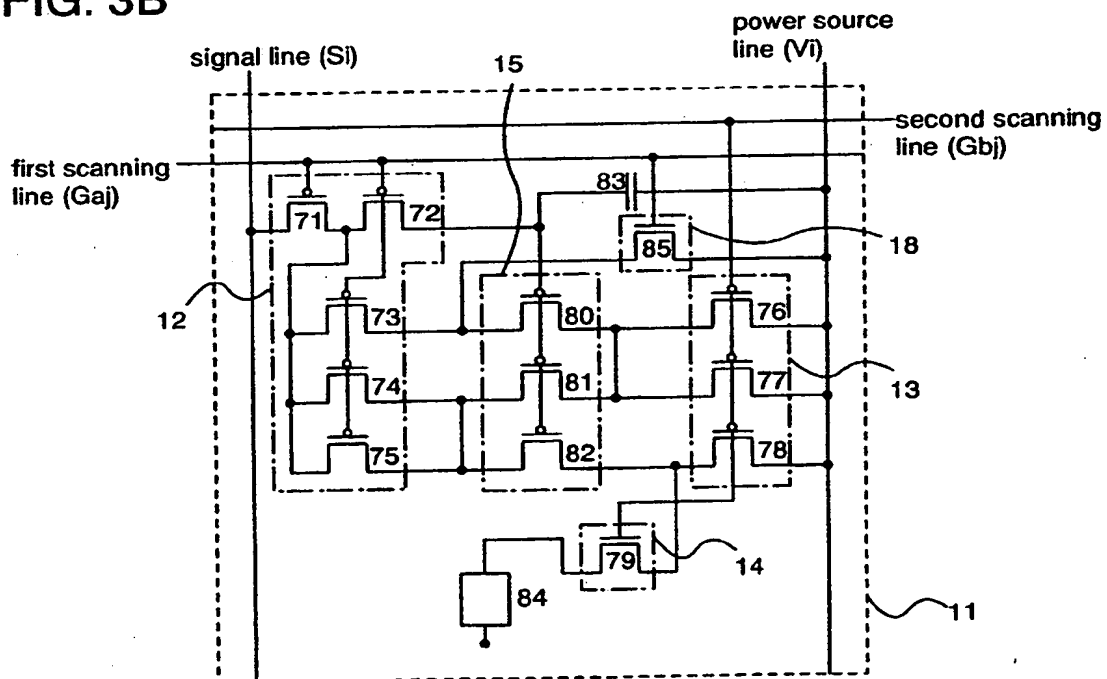 FIG. 3B
power source
line (Vi)
signal line (Si)
15
second scanning
line (Gbj)
first scanning
line (Gaj)
83
71
72
85
18
12
73
80
76
74
81
77
13
75
82
78
79
14
84
11